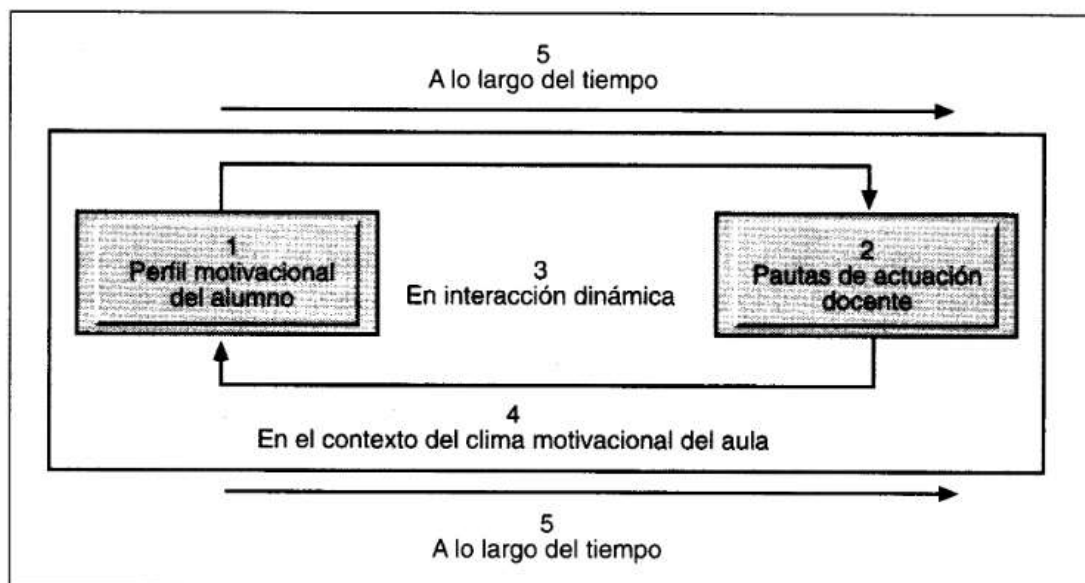 5
A lo largo del tiempo
1
Perfil motivacional
del alumno
3
En interacción dinámica
2
Pautas de actuación
docente
4
En el contexto del clima motivacional del aula
5
A lo largo del tiempo